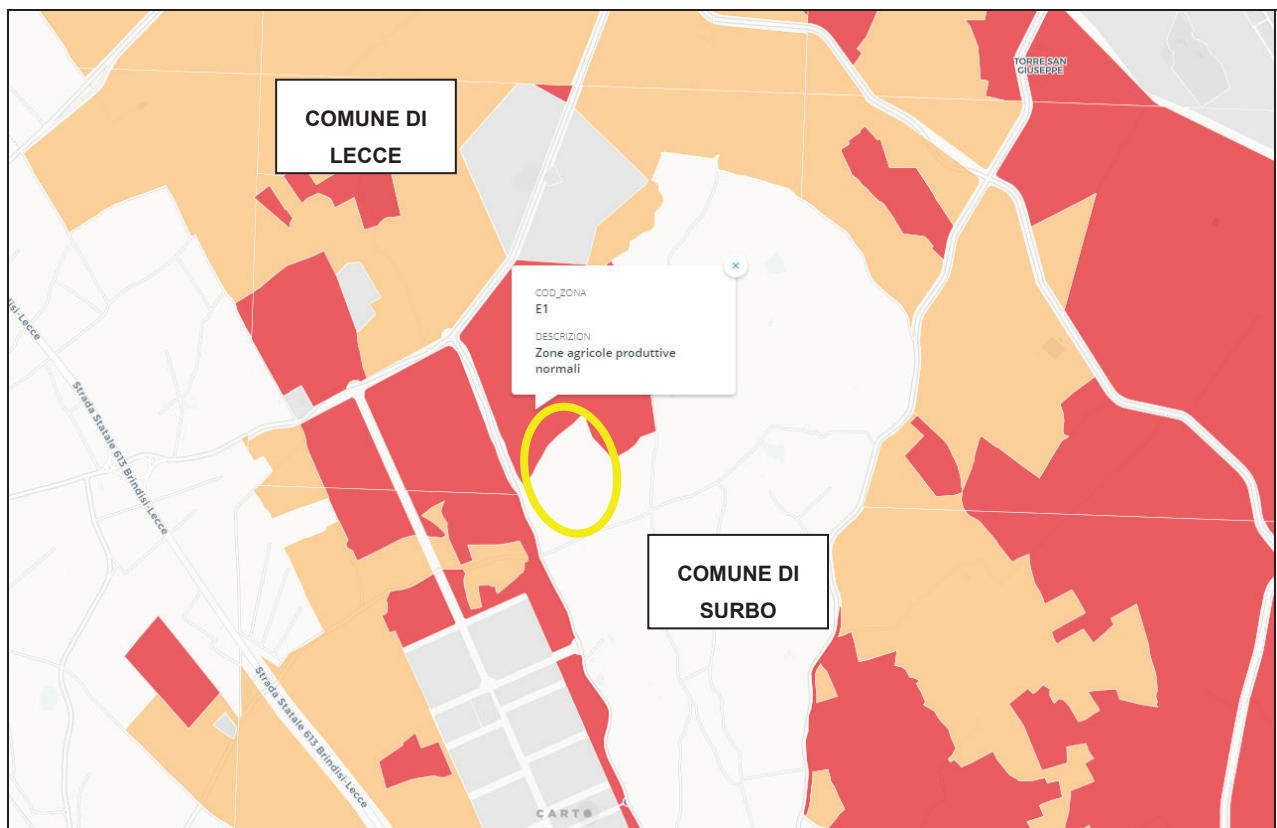 TORRE SAN
GIUSEPPE
COMUNE DI
LECCE
COD_ZONA
E1
DESCRIZION
Zone agricole produttive
normali
isi-Lecce
Strada Statale 613 Brindisi-Lecce
COMUNE DI
SURBO
Strada Statale 613 Brindisi-Lecce
CARTO